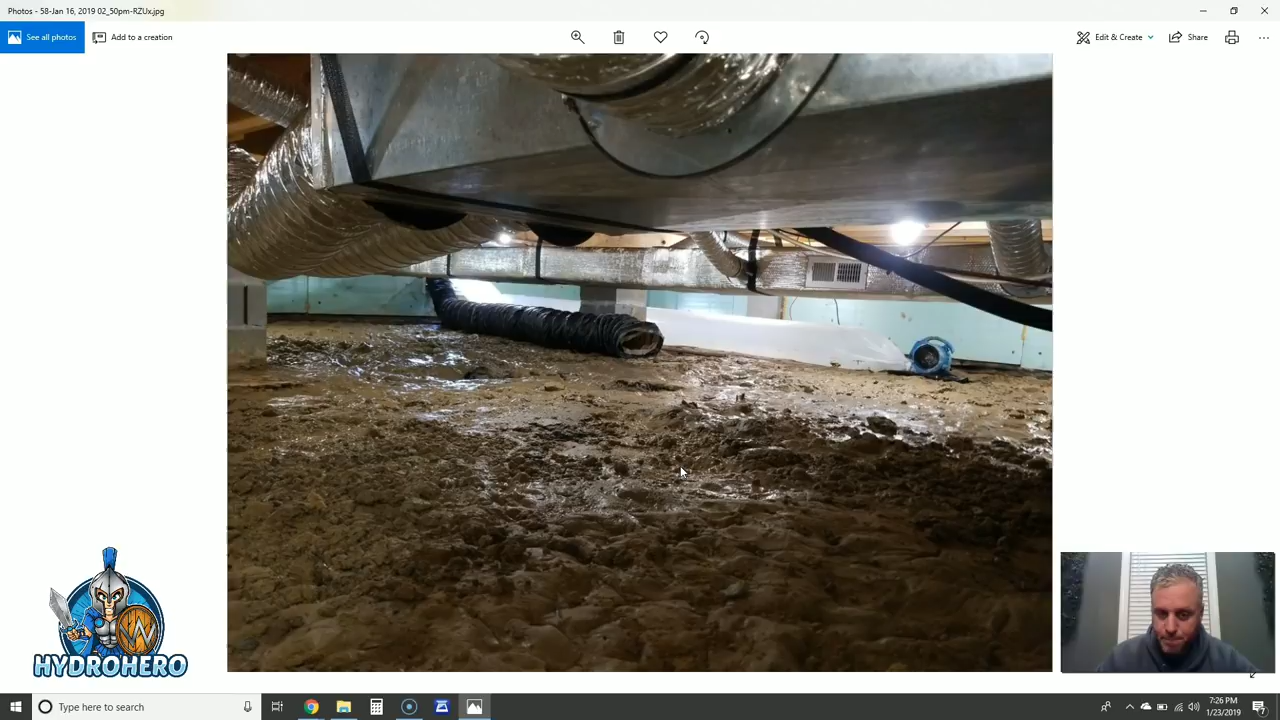 Photos - 58-Jan 16, 2019 02_50pm-RZUx.jpg
See all photos
Add to a creation
Edit & Create
Share
W
HYDROHERO
Type here to search
7:26 PM
1/23/2019
7